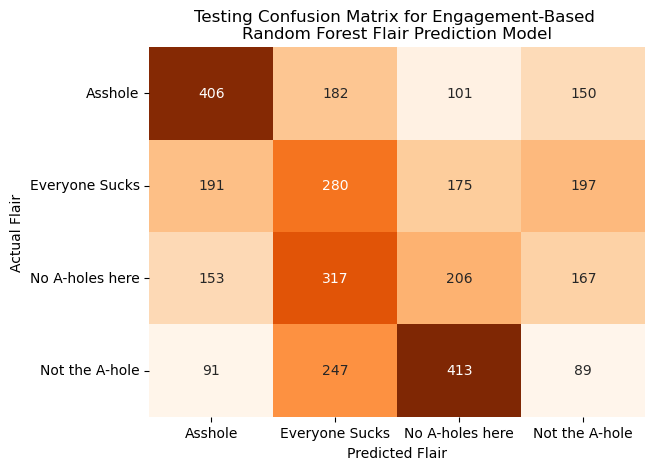 Testing Confusion Matrix for Engagement-Based
Random Forest Flair Prediction Model
Actual Flair
Asshole 406 182 101 150
Everyone Sucks 191 280 175 197
No A-holes here 153 317 206 167
Not the A-hole 91 247 413 89
Asshole Everyone Sucks No A-holes here Not the A-hole
Predicted Flair